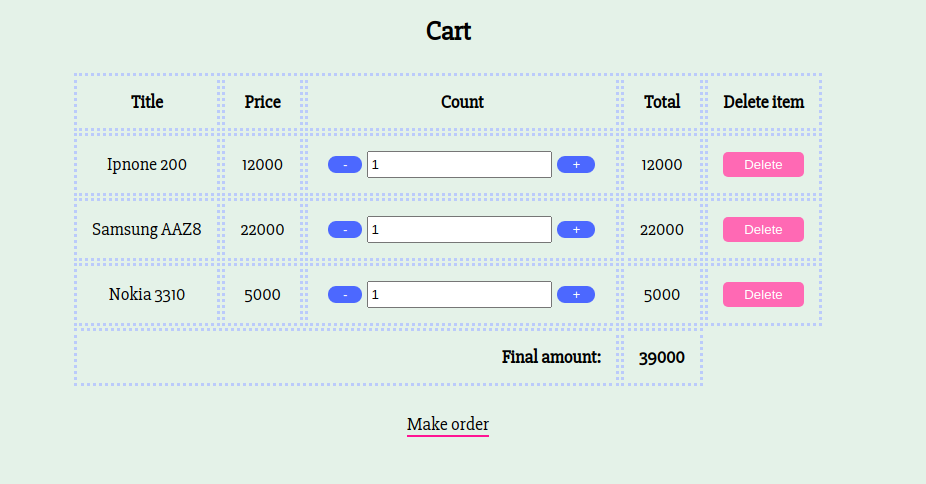 Cart
Title Price Count Total Delete item
Ipnone 200 12000 - 1 + 12000 Delete
Samsung AAZ8 22000 - 1 + 22000 Delete
Nokia 3310 5000 - 1 + 5000 Delete
Final amount: 39000
Make order